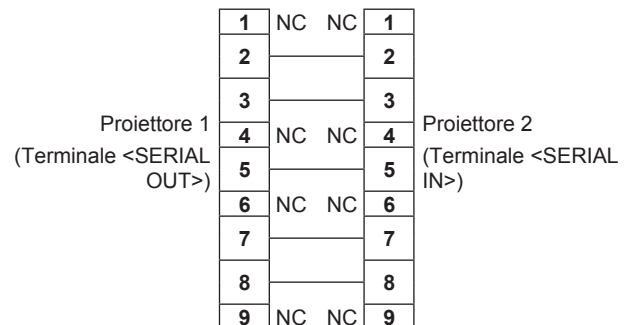 1 NC NC 1
2 2
3 3
Proiettore 1
(Terminale <SERIAL
OUT>)
4 NC NC 4
5 5
Proiettore 2
(Terminale <SERIAL
IN>)
6 NC NC 6
7 7
8 8
9 NC NC 9